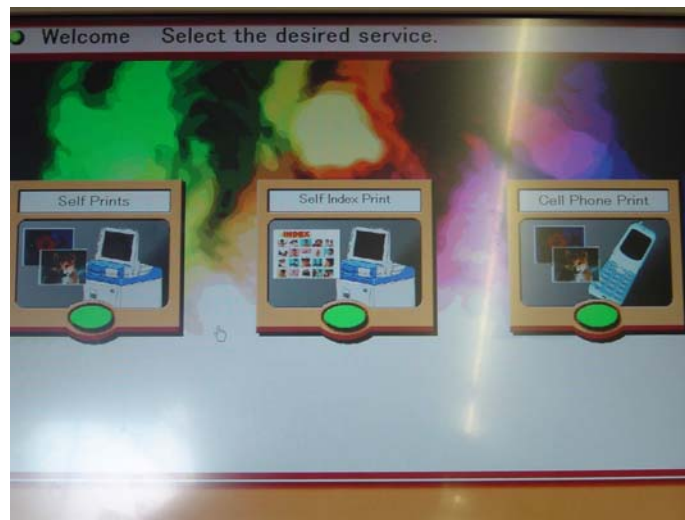 Welcome Select the desired service.
Self Prints
Self Index Print
Cell Phone Print
INDEX